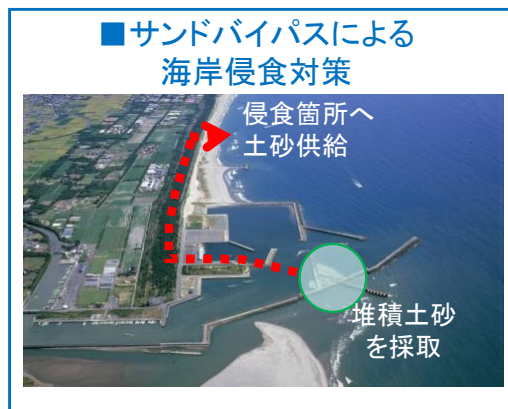 ■サンドバイパスによる
海岸侵食対策
侵食箇所へ
土砂供給
堆積土砂
を採取